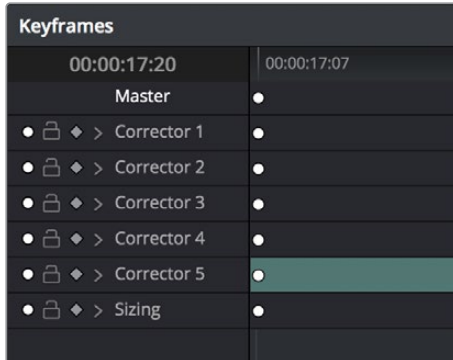 Keyframes
00:00:17:20 00:00:17:07
Master
Corrector 1
Corrector 2
Corrector 3
Corrector 4
Corrector 5
Sizing